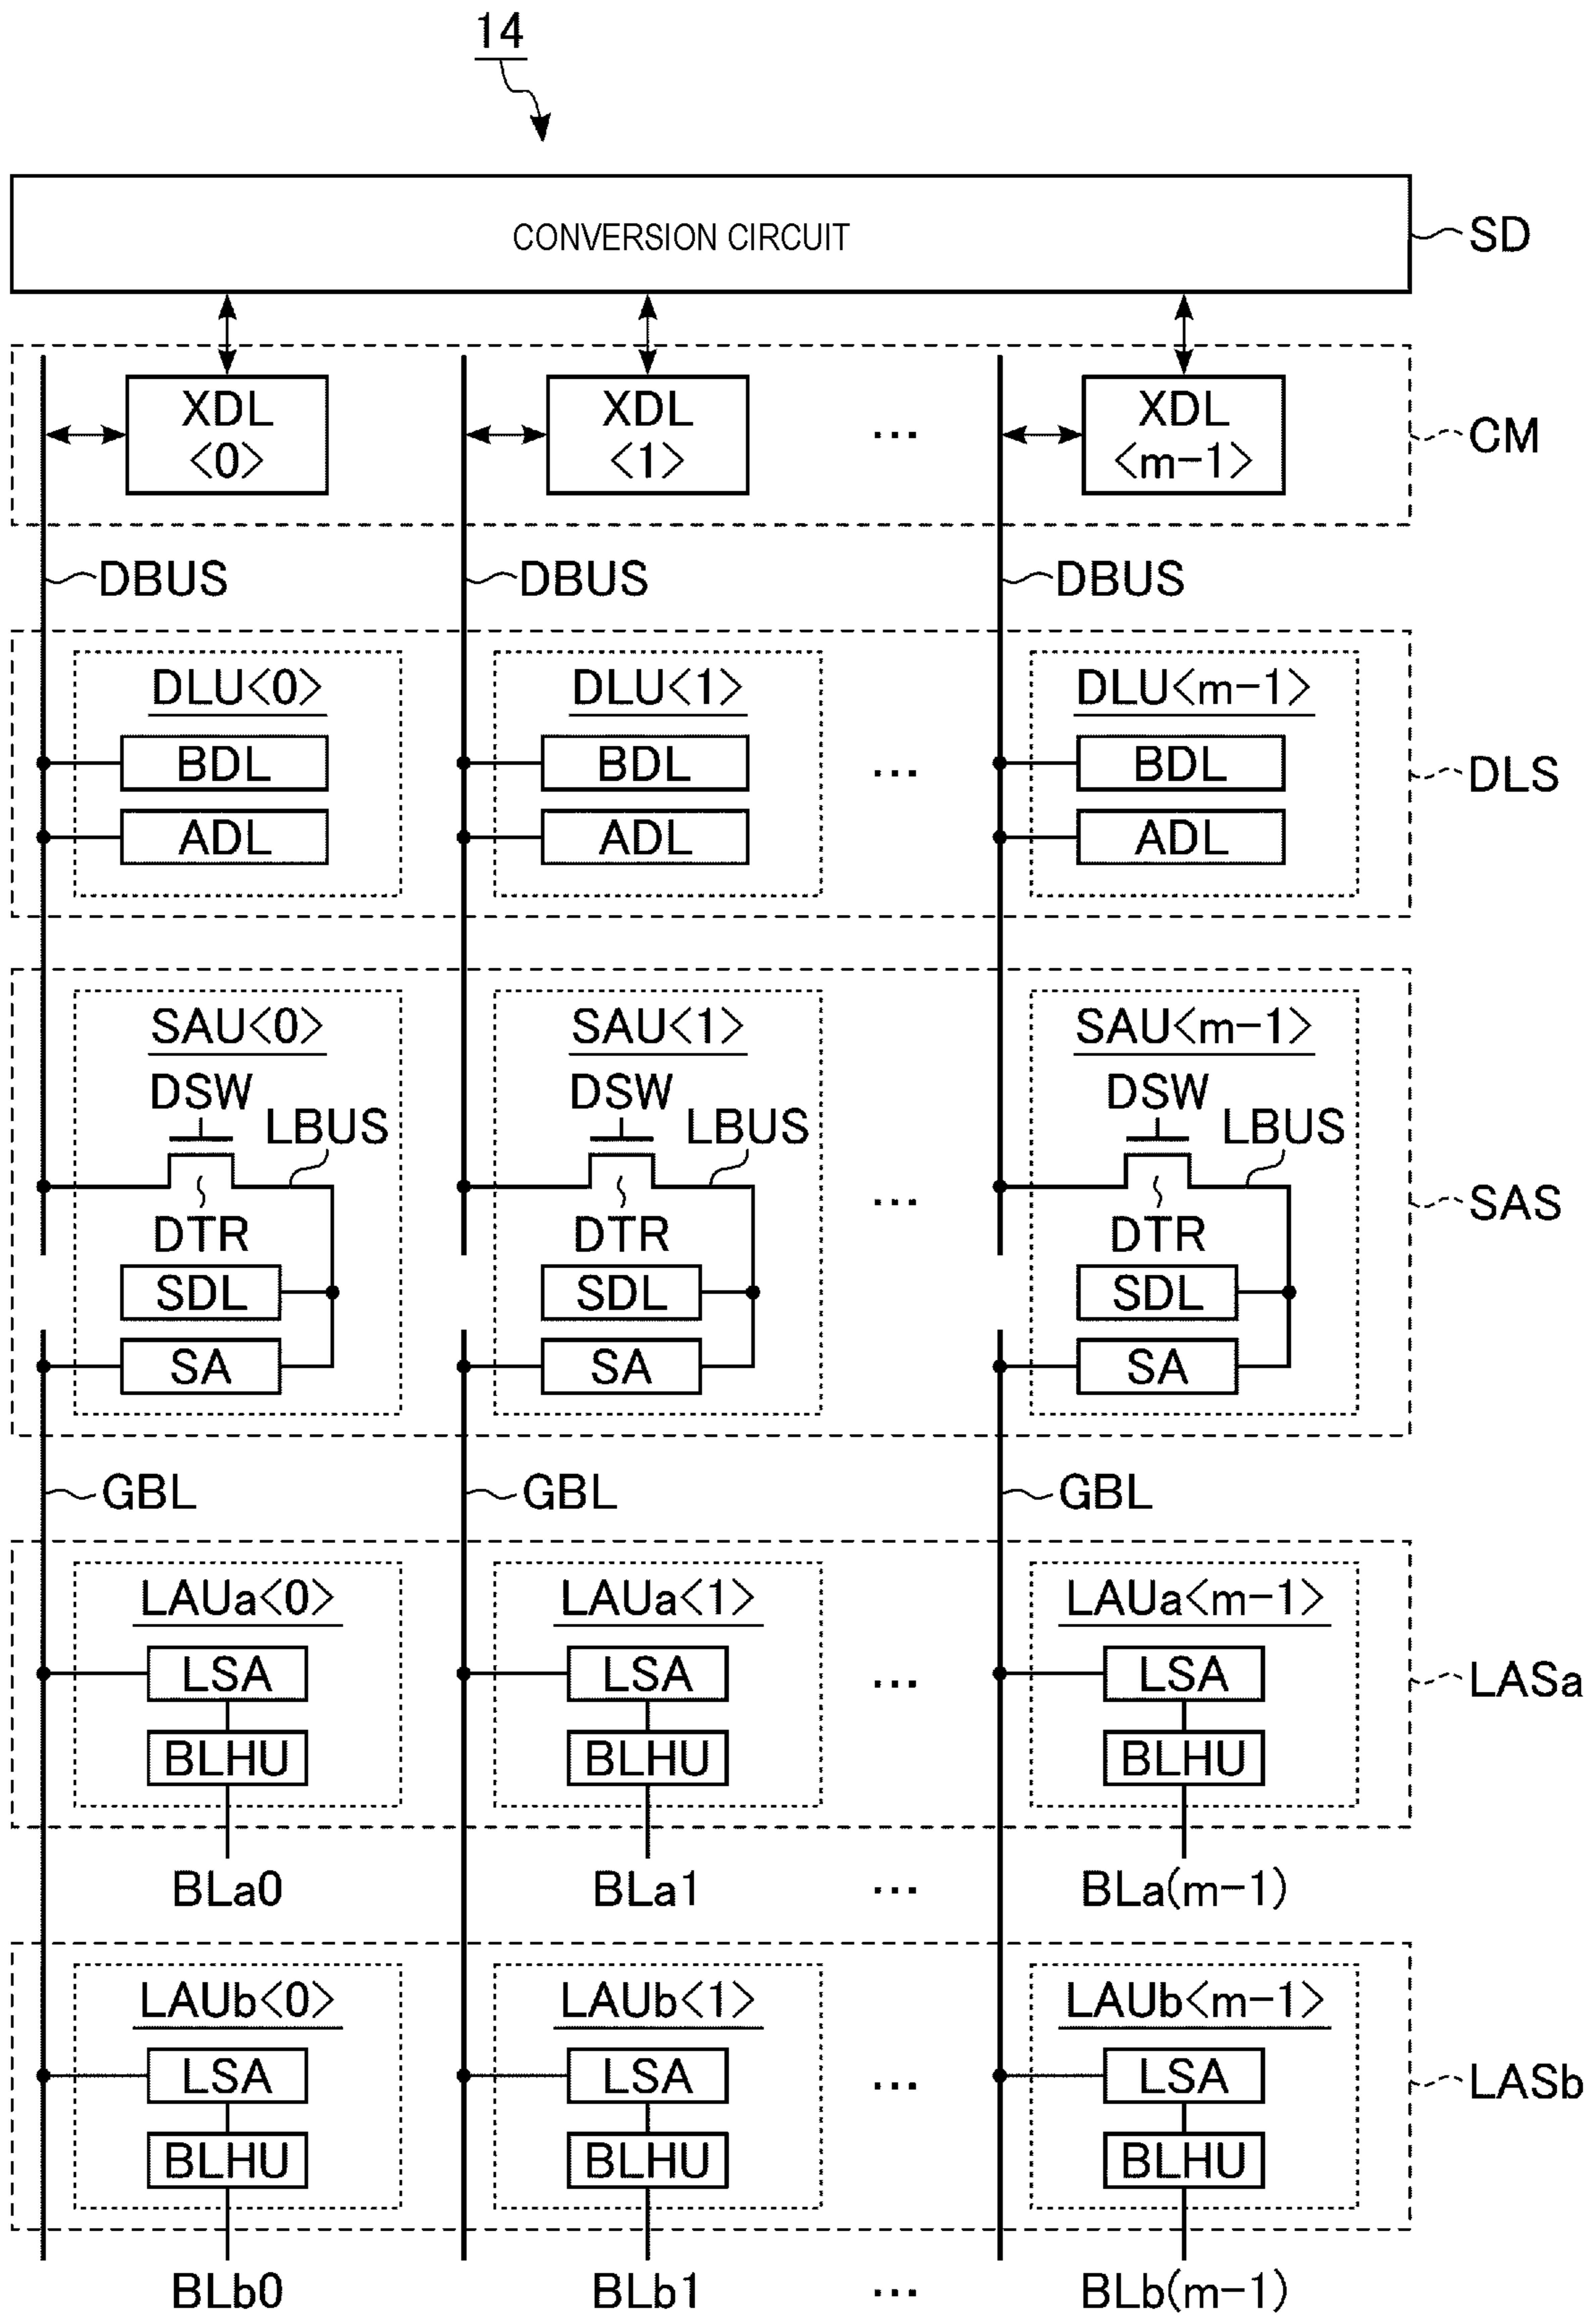 14
CONVERSION CIRCUIT
SD
XDL <0>
XDL <1>
...
XDL <m-1>
CM
DBUS
DBUS
DBUS
DLU<0>
DLU<1>
DLU<m-1>
BDL
BDL
...
BDL
DLS
ADL
ADL
ADL
SAU<0>
SAU<1>
SAU<m-1>
DSW
DSW
DSW
LBUS
LBUS
LBUS
...
SAS
DTR
DTR
DTR
SDL
SDL
SDL
SA
SA
SA
GBL
GBL
GBL
LAUa<0>
LAUa<1>
LAUa<m-1>
LSA
LSA
...
LSA
LASa
BLHU
BLHU
BLHU
BLa0
BLa1
...
BLa(m-1)
LAUb<0>
LAUb<1>
LAUb<m-1>
LSA
LSA
...
LSA
LASb
BLHU
BLHU
BLHU
BLb0
BLb1
...
BLb(m-1)